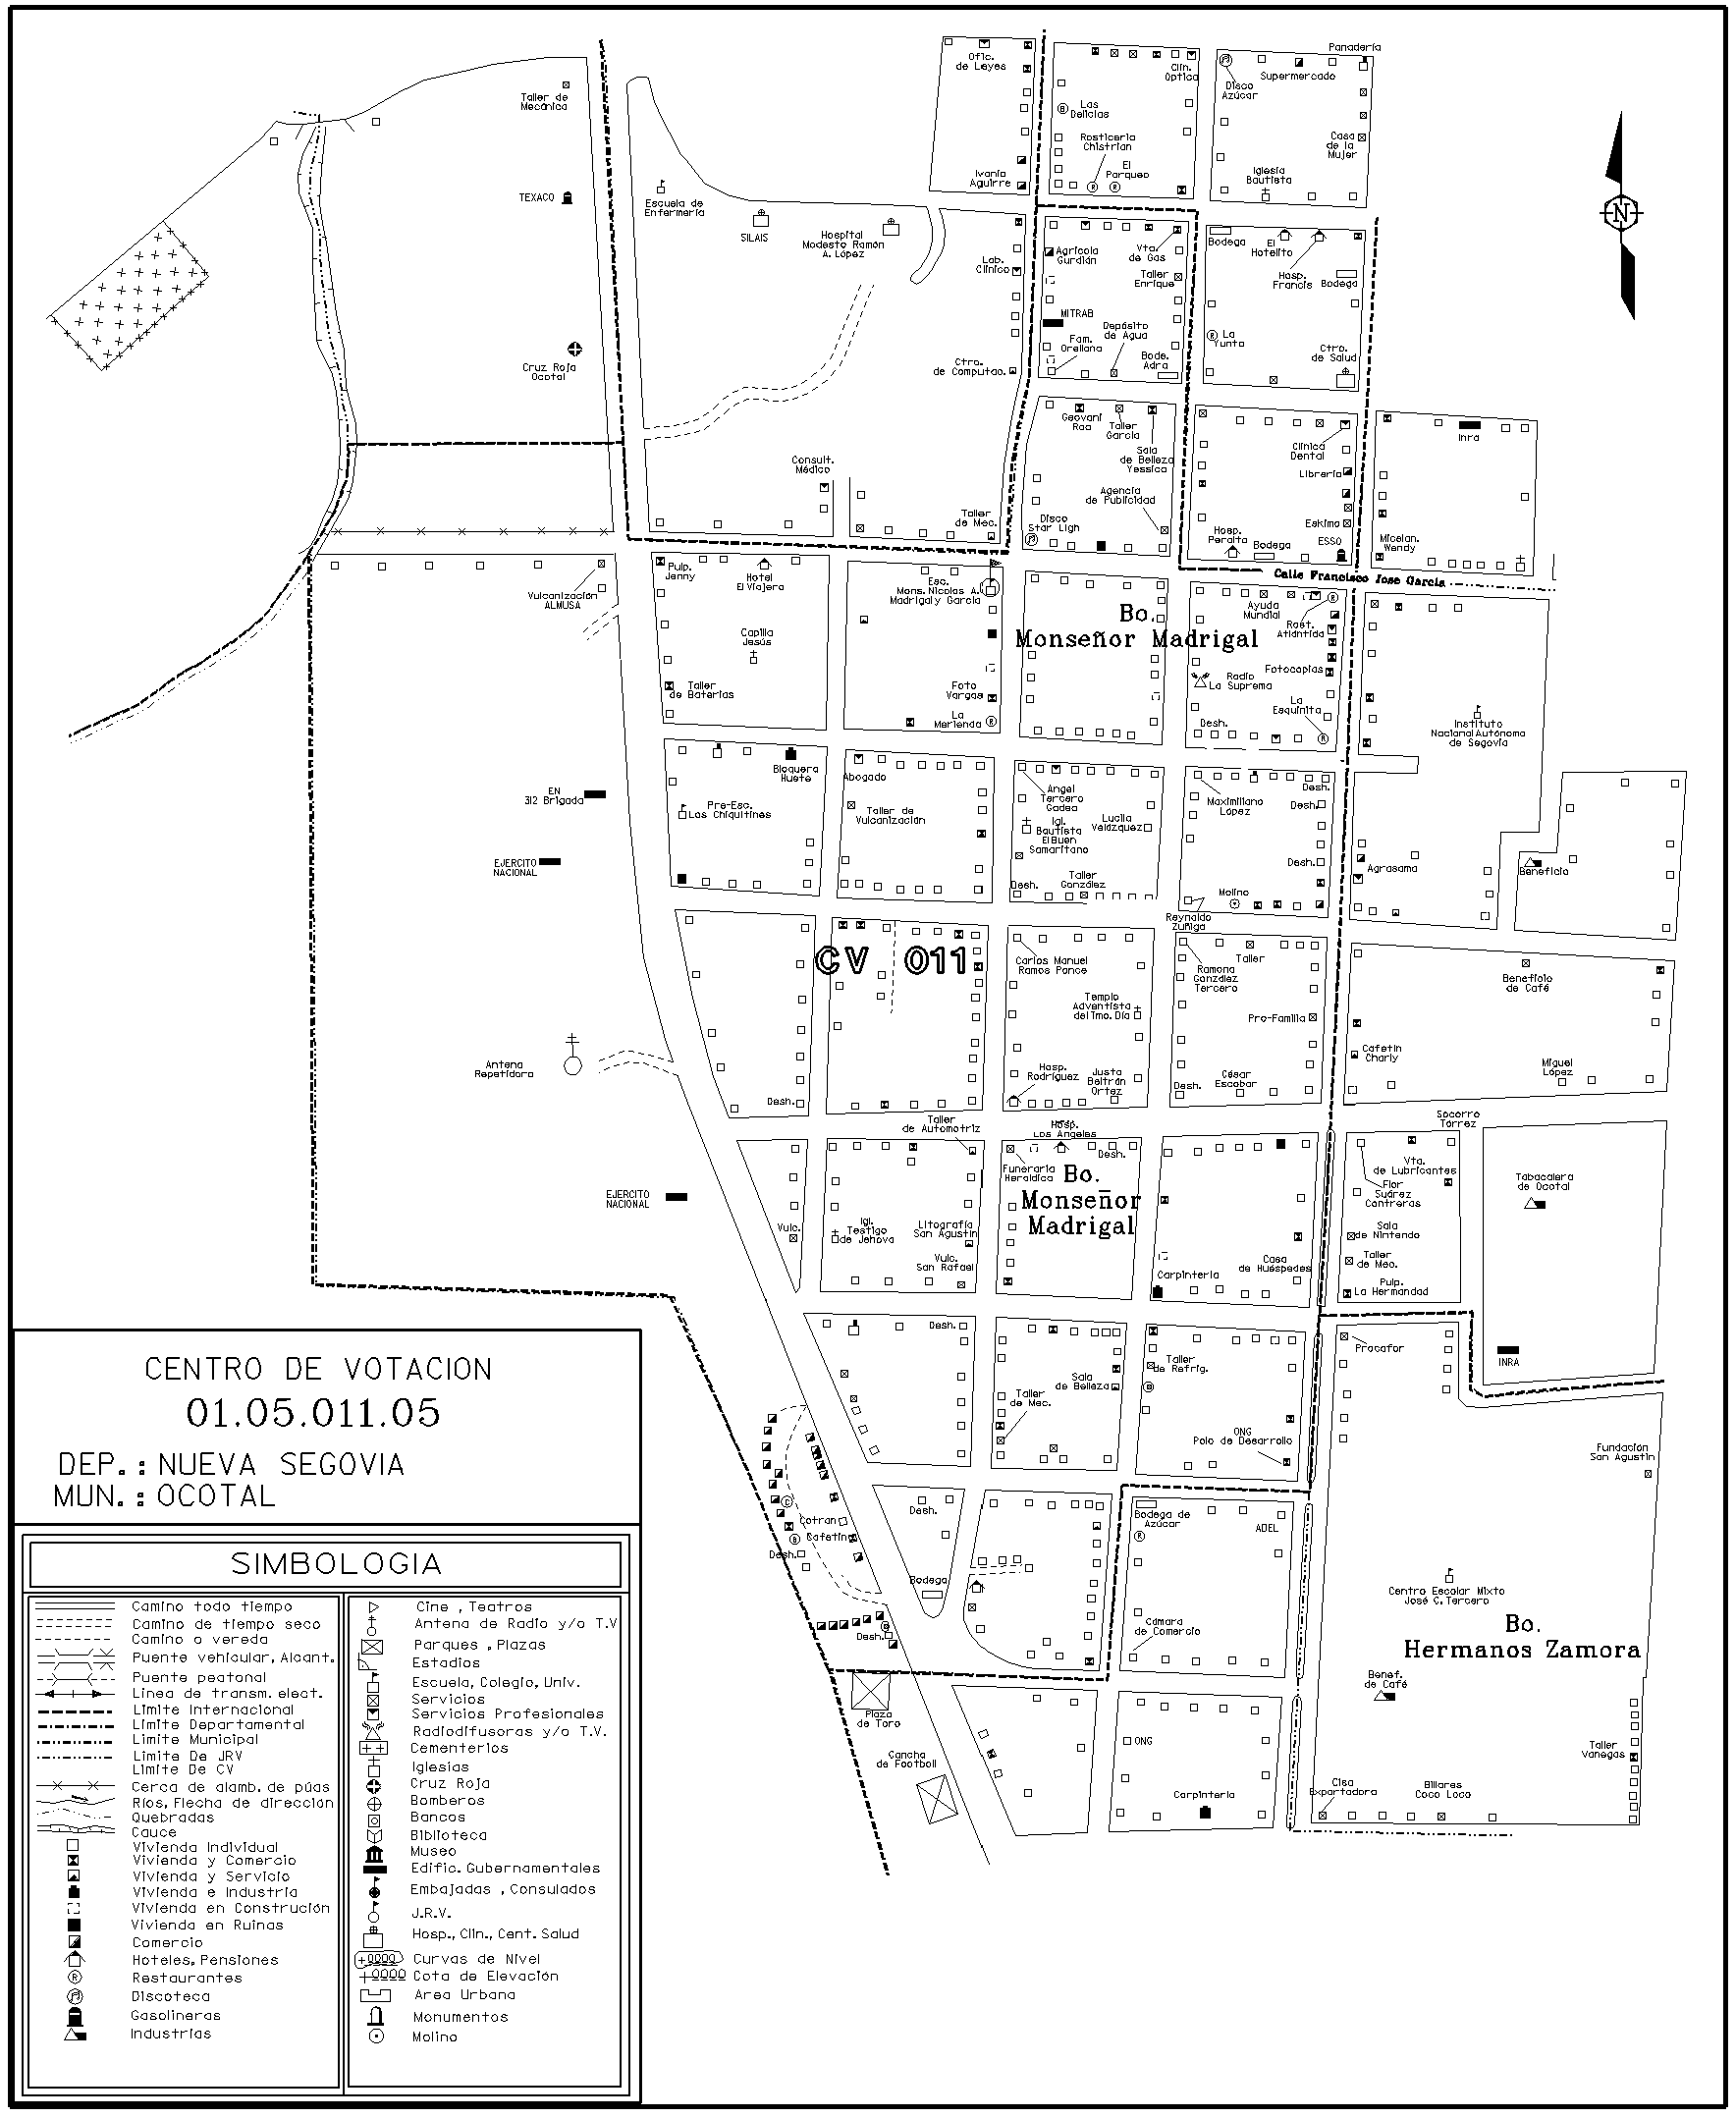 Ofic.
de Leyes
Ivania
Aguirre
Clin.
Optica
Las
Delicias
Rosticeria
Chistrian
El
Parqueo
Panadería
Disco
Azúcar
Supermercado
Casa
de la
Mujer
Iglesia
Bautista
Taller de
Mecánica
TEXACO
Escuela de
Enfermería
SILAIS
Hospital
Modesto Ramón
A. López
Lab.
Clínico
Agrícola
Gurdián
Vta.
de Gas
Taller
Enrique
MITRAB
Fam.
Orellana
Depósito
de Agua
Bode.
Adra
Bodega
El
Hotelito
Hosp.
Francis
Bodega
La
Yunta
Ctro.
de Salud
N
Cruz Roja
Ocotal
Ctro.
de Computac.
Geovani
Roa
Taller
García
Sala
de Belleza
Yessica
Agencia
de Publicidad
Disco
Star Ligh
Clínica
Dental
Librería
Eskimo
ESSO
Hosp.
Peralta
Bodega
Inra
Micelan.
Wendy
Consult.
Médico
Taller
de Mec.
Calle Francisco Jose Garcia
Vulcanización
ALMUSA
Pulp.
Jenny
Hotel
El Viajero
Capilla
Jesús
Taller
de Baterías
Esc.
Mons. Nicolas A.
Madrigal y García
Foto
Vargas
La
Merienda
Bo.
Monseñor Madrigal
Ayuda
Mundial
Rest.
Atlántida
Fotocopias
Radio
La Suprema
La
Esquinita
Desh.
Instituto
Nacional Autónoma
de Segovia
EN
312 Brigada
EJERCITO
NACIONAL
Bloquera
Huete
Pre-Esc.
Los Chiquitines
Abogado
Taller de
Vulcanización
Angel
Tercero
Cadea
Igl.
Bautista
El Buen
Samaritano
Lucila
Velázquez
Desh.
Taller
González
Maximiliano
López
Desh.
Desh.
Desh.
Molino
Reynaldo
Zuñiga
Agrasama
Beneficio
CV 011
Carlos Manuel
Ramos Ponce
Templo
Adventista
del 7mo. Día
Hosp.
Rodríguez
Justa
Beltrán
Ortez
Ramona
González
Tercero
Taller
Pro-Familia
Desh.
César
Escobar
Beneficio
de Café
Cafetín
Charly
Miguel
López
Antena
Repetidora
Desh.
Taller
de Automotriz
Hosp.
Los Angeles
Desh.
Funeraria
Heraldica
Bo.
Monseñor
Madrigal
EJERCITO
NACIONAL
Vulc.
Igl.
Testigo
de Jehova
Litografía
San Agustín
Vulc.
San Rafael
Carpintería
Casa
de Huéspedes
Socorro
Torrez
Vta.
de Lubricantes
Flor
Suárez
Contreras
Sala
de Nintendo
Taller
de Mec.
Pulp.
La Hermandad
Tabacalera
de Ocotal
INRA
Desh.
Sala
de Belleza
Taller
de Mec.
Taller
de Refrig.
ONG
Polo de Desarrollo
Procafor
Fundación
San Agustín
Cotran
Cafetín
Desh.
Desh.
Bodega
Desh.
Bodega de
Azúcar
ADEL
Cámara
de Comercio
Centro Escolar Mixto
José C. Tercero
Bo.
Hermanos Zamora
Benef.
de Café
Plaza
de Toro
Cancha
de Footboll
ONG
Carpintería
Cisa
Exportadora
Billares
Coco Loco
Taller
Vanegas
CENTRO DE VOTACION
01.05.011.05
DEP.: NUEVA SEGOVIA
MUN.: OCOTAL
SIMBOLOGIA
Camino todo tiempo
Camino de tiempo seco
Camino o vereda
Puente vehicular, Alcant.
Puente peatonal
Linea de transm. elect.
Límite Internacional
Límite Departamental
Límite Municipal
Límite De JRV
Límite De CV
Cerca de alamb. de púas
Ríos, Flecha de dirección
Quebradas
Cauce
Vivienda Individual
Vivienda y Comercio
Vivienda y Servicio
Vivienda e Industria
Vivienda en Construción
Vivienda en Ruinas
Comercio
Hoteles, Pensiones
Restaurantes
Discoteca
Gasolineras
Industrias
Cine , Teatros
Antena de Radio y/o T.V
Parques , Plazas
Estadios
Escuela, Colegio, Univ.
Servicios
Servicios Profesionales
Radiodifusoras y/o T.V.
Cementerios
Iglesias
Cruz Roja
Bomberos
Bancos
Biblioteca
Museo
Edific. Gubernamentales
Embajadas , Consulados
J.R.V.
Hosp., Clin., Cent. Salud
Curvas de Nivel
Cota de Elevación
Area Urbana
Monumentos
Molino